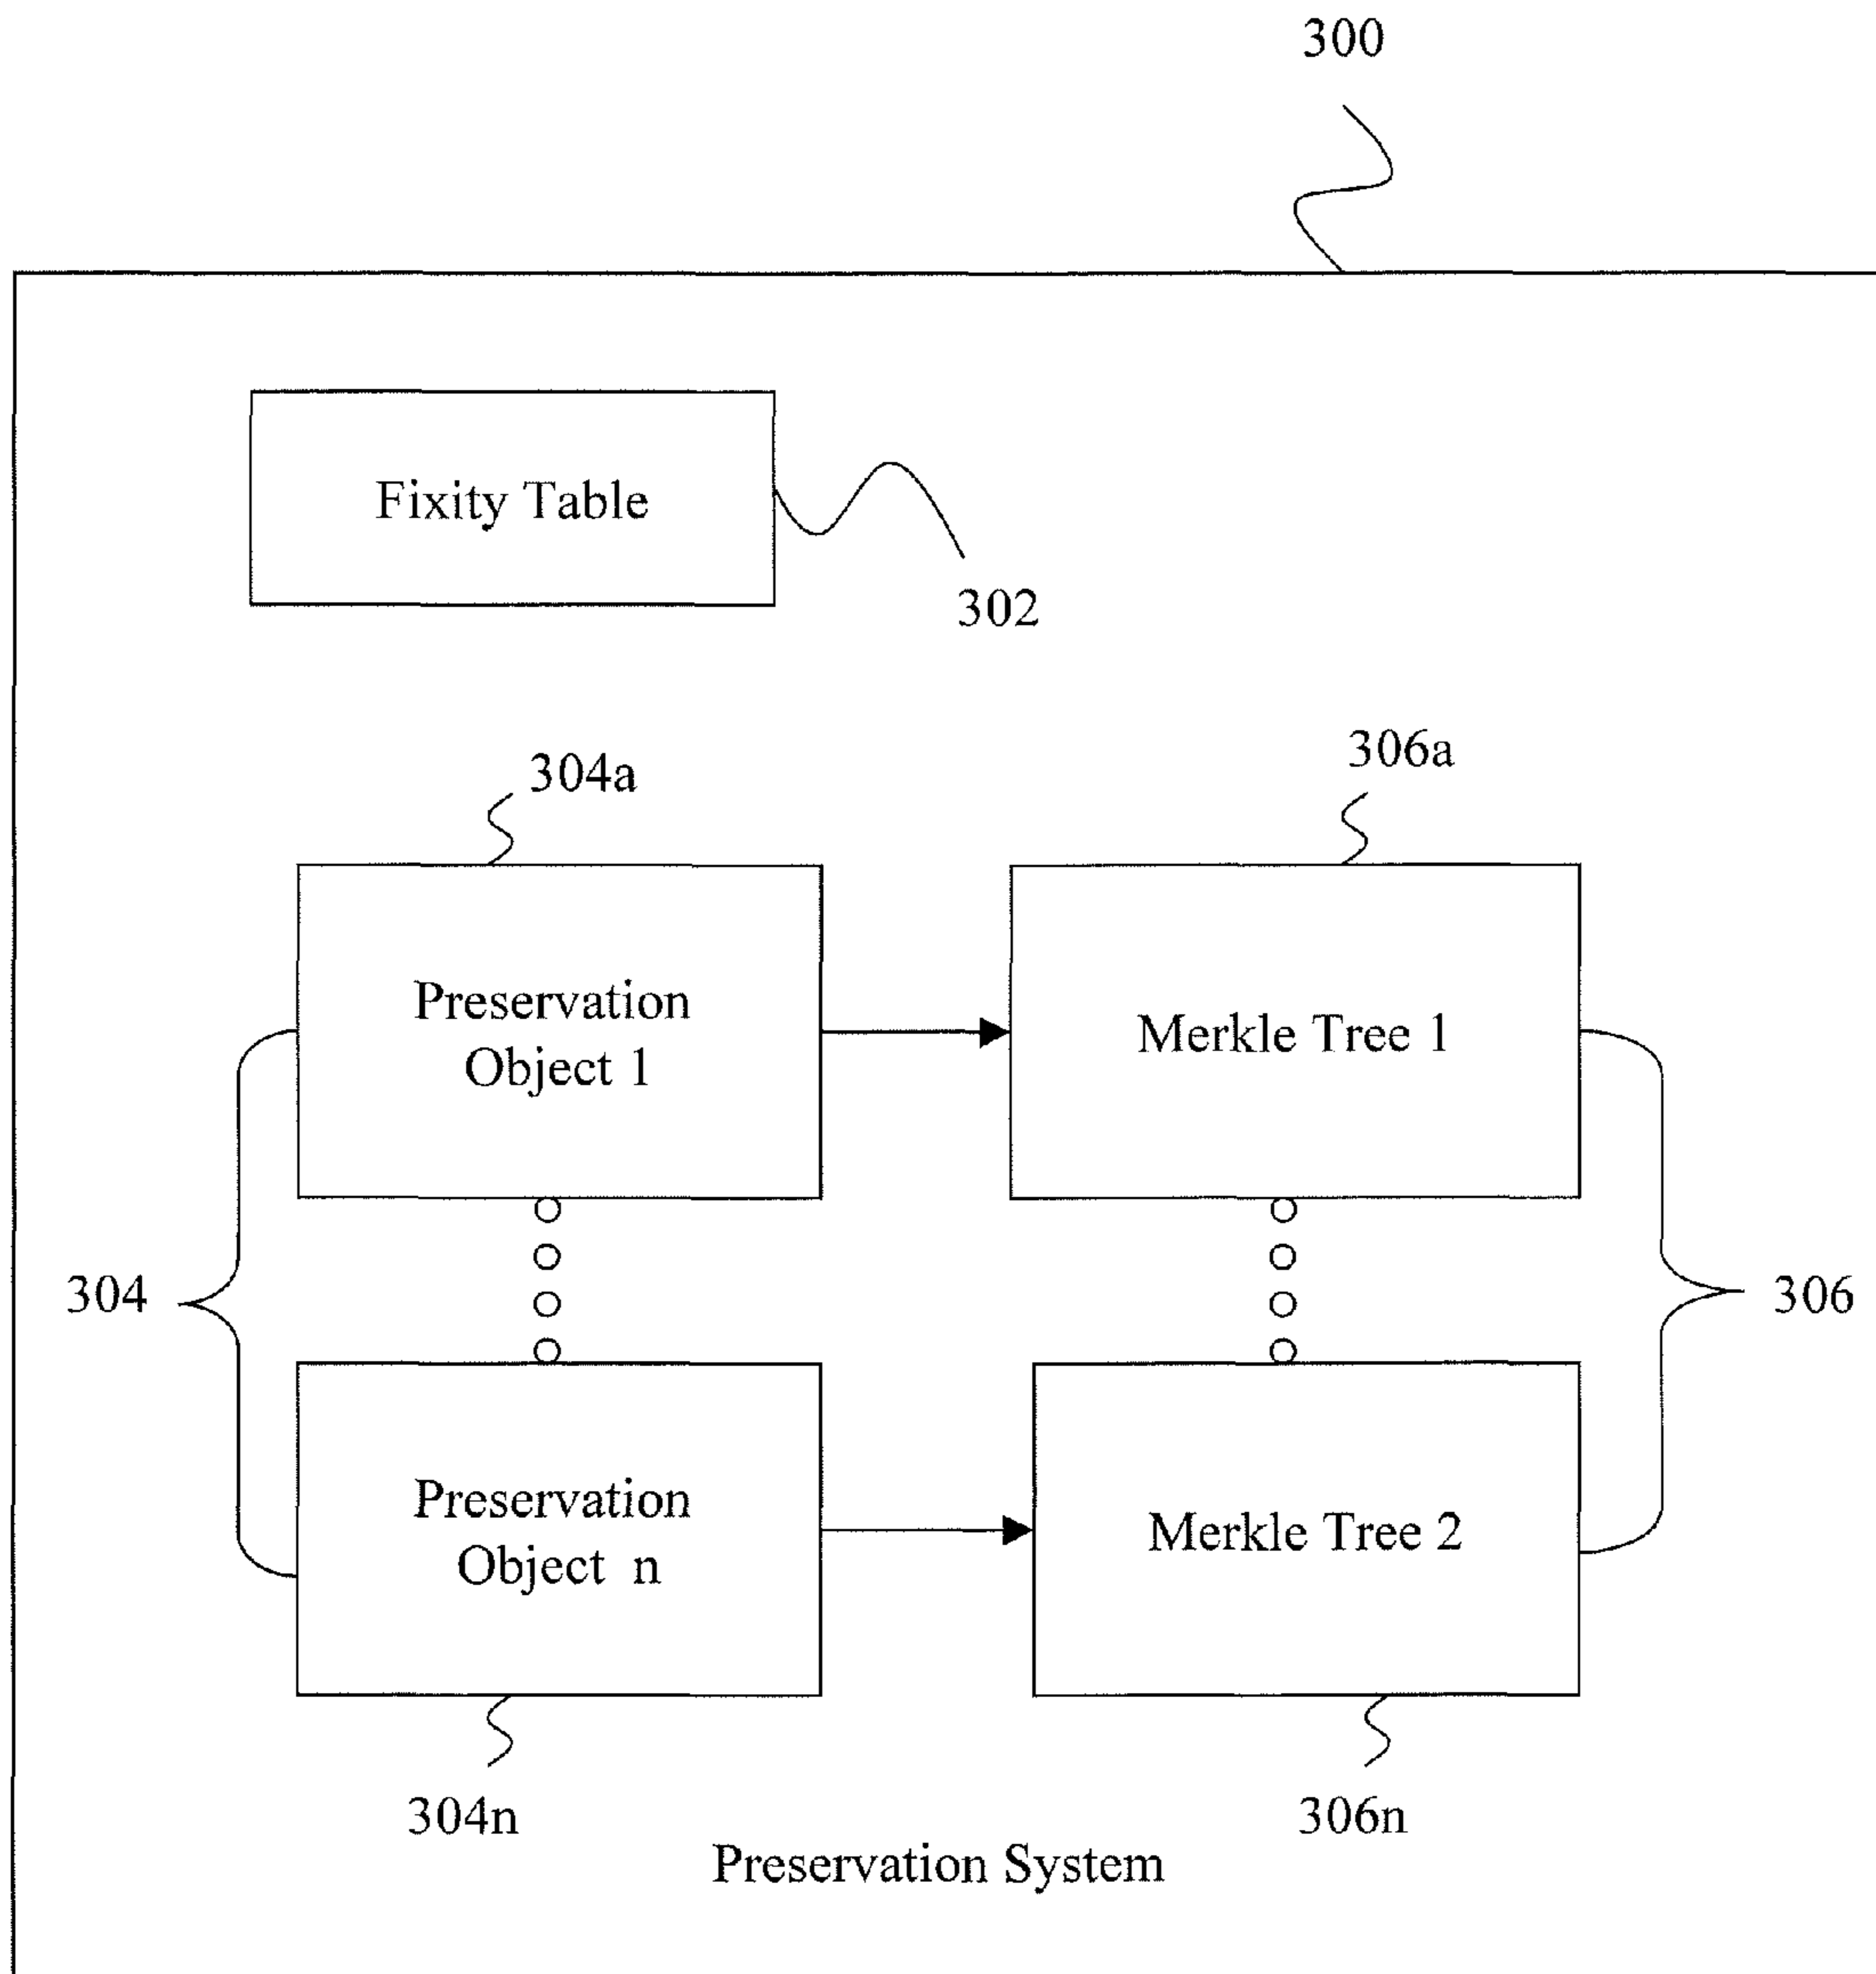 300
Fixity Table
302
304a
306a
Preservation
Object 1
Merkle Tree 1
304
306
Preservation
Object n
Merkle Tree 2
304n
306n
Preservation System